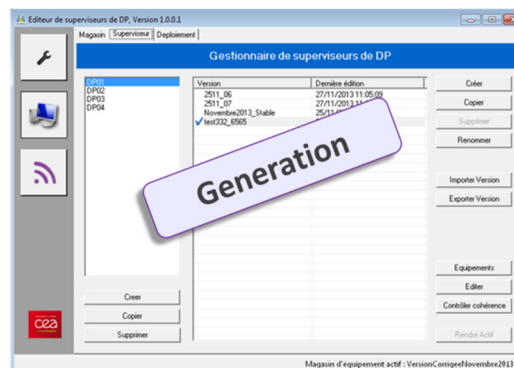 Editeur de superviseurs de DP, Version 1.0.0.1
Magasin Superviseur Deploiement
Gestionnaire de superviseurs de DP
DP01
DP02
DP03
DP04
Version Dernière édition
2511_06 27/11/2013 11:05:09
2511_07 27/11/2013
Novembre2013_Stable 25/11/
test332_6565
Generation
Créer
Copier
Supprimer
Renommer
Importer Version
Exporter Version
Equipements
Editer
Contrôler cohérence
Rendre Actif
Creer
Copier
Supprimer
cea
Magasin d'équipement actif : VersionCorrigeeNovembre2013